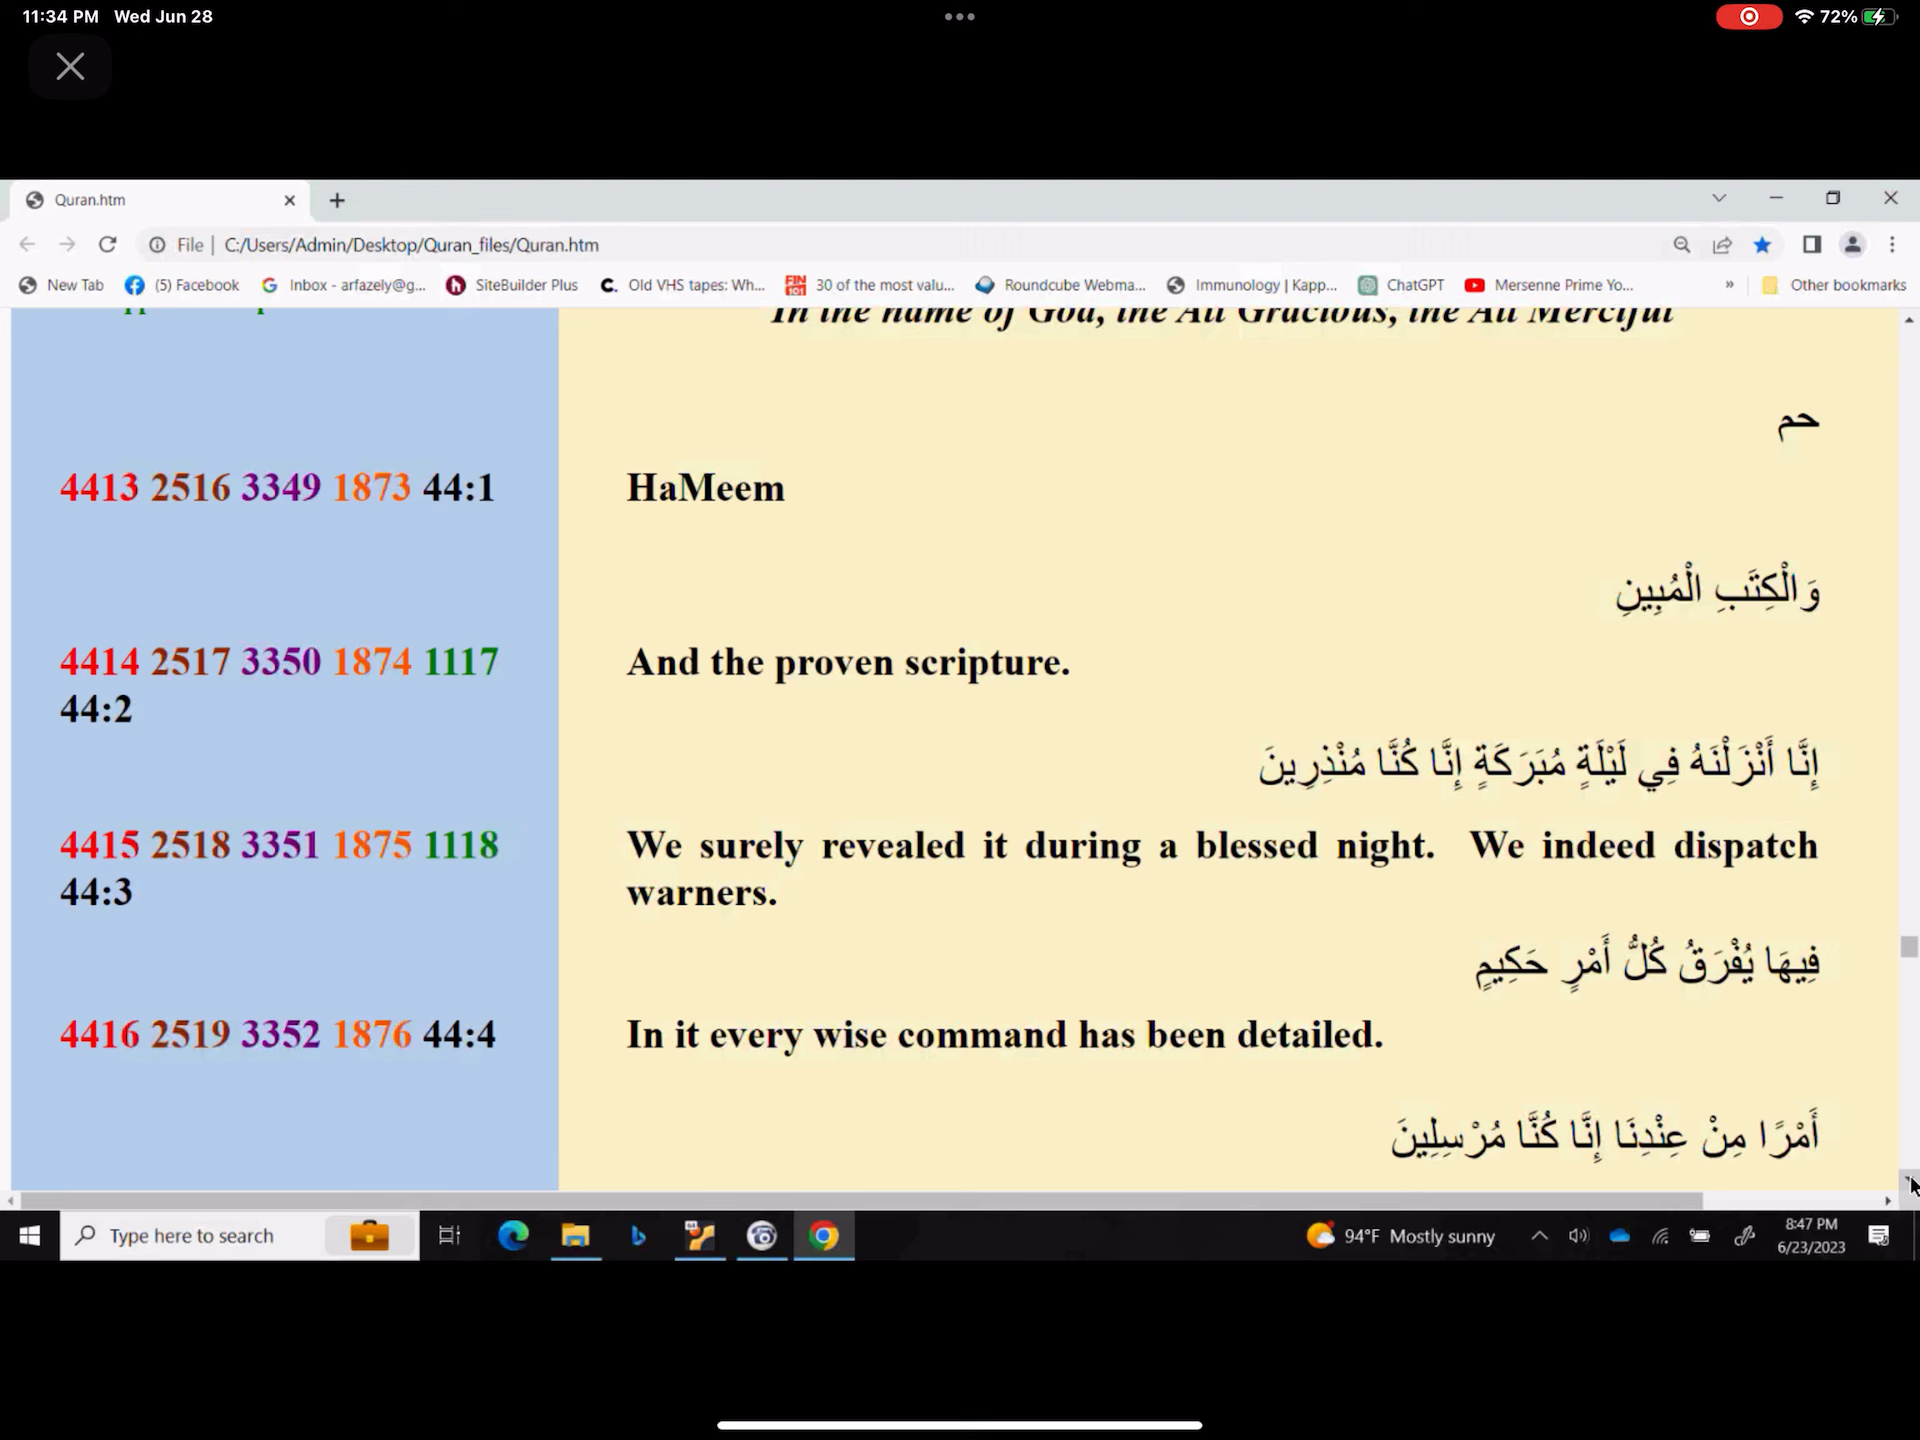 11:34 PM Wed Jun 28
72%
Quran.htm
File | C:/Users/Admin/Desktop/Quran_files/Quran.htm
New Tab (5) Facebook Inbox - arfazely@g... SiteBuilder Plus Old VHS tapes: Wh... 30 of the most valu... Roundcube Webma... Immunology | Kapp... ChatGPT Mersenne Prime Yo... » Other bookmarks
In the name of God, the All Gracious, the All Merciful
حم
4413 2516 3349 1873 44:1 HaMeem
وَالْكِتَبِ الْمُبِينِ
4414 2517 3350 1874 1117 And the proven scripture.
44:2
إِنَّا أَنْزَلْنَهُ فِي لَيْلَةٍ مُبَرَكَةٍ إِنَّا كُنَّا مُنْذِرِينَ
4415 2518 3351 1875 1118 We surely revealed it during a blessed night. We indeed dispatch
44:3 warners.
فِيهَا يُفْرَقُ كُلُّ أَمْرٍ حَكِيمٍ
4416 2519 3352 1876 44:4 In it every wise command has been detailed.
أَمْرًا مِنْ عِنْدِنَا إِنَّا كُنَّا مُرْسِلِينَ
Type here to search
94°F Mostly sunny
8:47 PM
6/23/2023